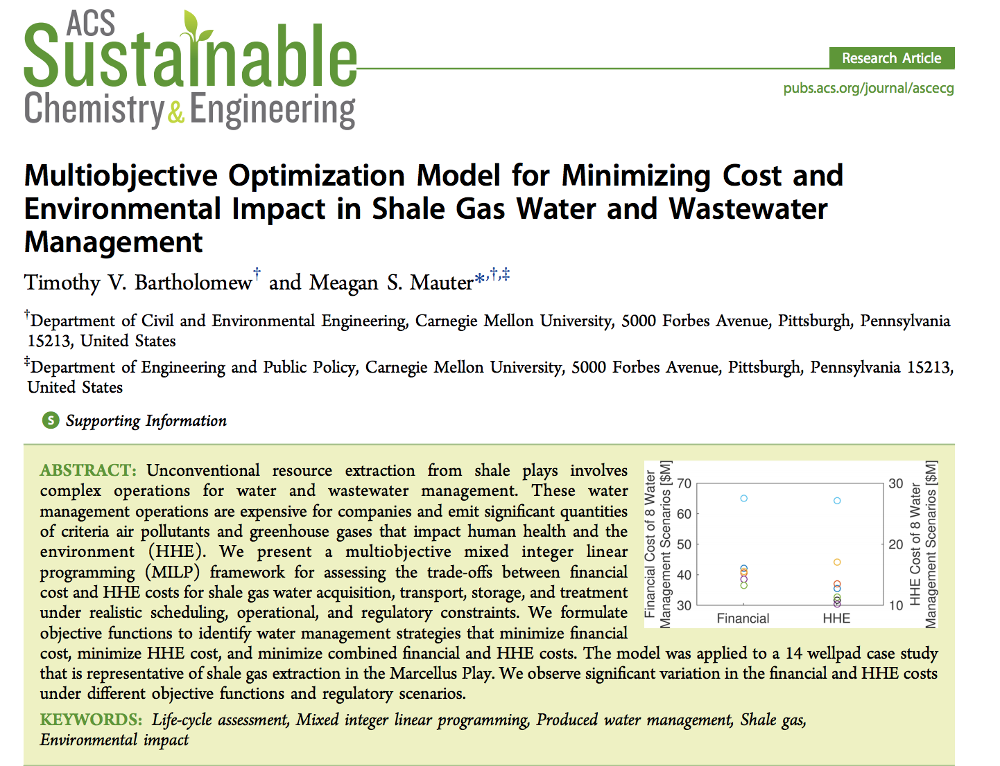 ACS
Sustainable
Chemistry & Engineering
Research Article
pubs.acs.org/journal/ascecg
Multiobjective Optimization Model for Minimizing Cost and
Environmental Impact in Shale Gas Water and Wastewater
Management
Timothy V. Bartholomew† and Meagan S. Mauter*,†,‡
†Department of Civil and Environmental Engineering, Carnegie Mellon University, 5000 Forbes Avenue, Pittsburgh, Pennsylvania
15213, United States
‡Department of Engineering and Public Policy, Carnegie Mellon University, 5000 Forbes Avenue, Pittsburgh, Pennsylvania 15213,
United States
S Supporting Information
ABSTRACT: Unconventional resource extraction from shale plays involves
complex operations for water and wastewater management. These water
management operations are expensive for companies and emit significant quantities
of criteria air pollutants and greenhouse gases that impact human health and the
environment (HHE). We present a multiobjective mixed integer linear
programming (MILP) framework for assessing the trade-offs between financial
cost and HHE costs for shale gas water acquisition, transport, storage, and treatment
under realistic scheduling, operational, and regulatory constraints. We formulate
objective functions to identify water management strategies that minimize financial
cost, minimize HHE cost, and minimize combined financial and HHE costs. The model was applied to a 14 wellpad case study
that is representative of shale gas extraction in the Marcellus Play. We observe significant variation in the financial and HHE costs
under different objective functions and regulatory scenarios.
Financial Cost of 8 Water
Management Scenarios [$M]
70
60
50
40
30
Financial
HHE
30
20
10
HHE Cost of 8 Water
Management Scenarios [$M]
KEYWORDS: Life-cycle assessment, Mixed integer linear programming, Produced water management, Shale gas,
Environmental impact